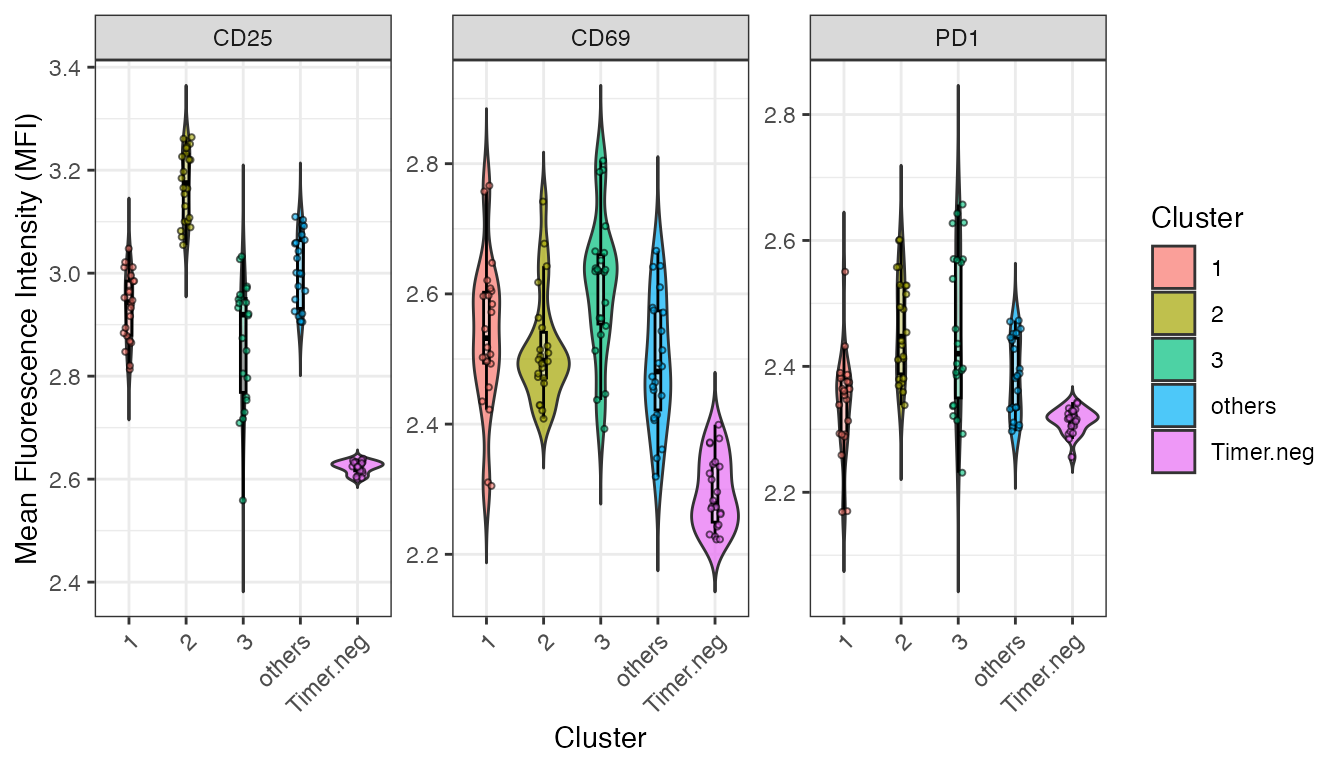 CD25
CD69
PD1
Mean Fluorescence Intensity (MFI)
3.4
3.2
3.0
2.8
2.6
2.4
2.8
2.6
2.4
2.2
2.8
2.6
2.4
2.2
1
2
3
others
Timer.neg
1
2
3
others
Timer.neg
1
2
3
others
Timer.neg
Cluster
Cluster
1
2
3
others
Timer.neg